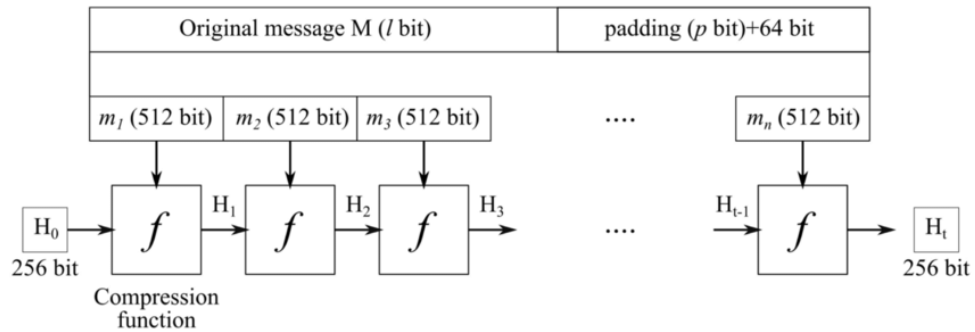 Original message M (l bit) padding (p bit)+64 bit
m1 (512 bit) m2 (512 bit) m3 (512 bit) .... mn (512 bit)
H0 f H1 f H2 f H3 .... Ht-1 f Ht
256 bit 256 bit
Compression
function